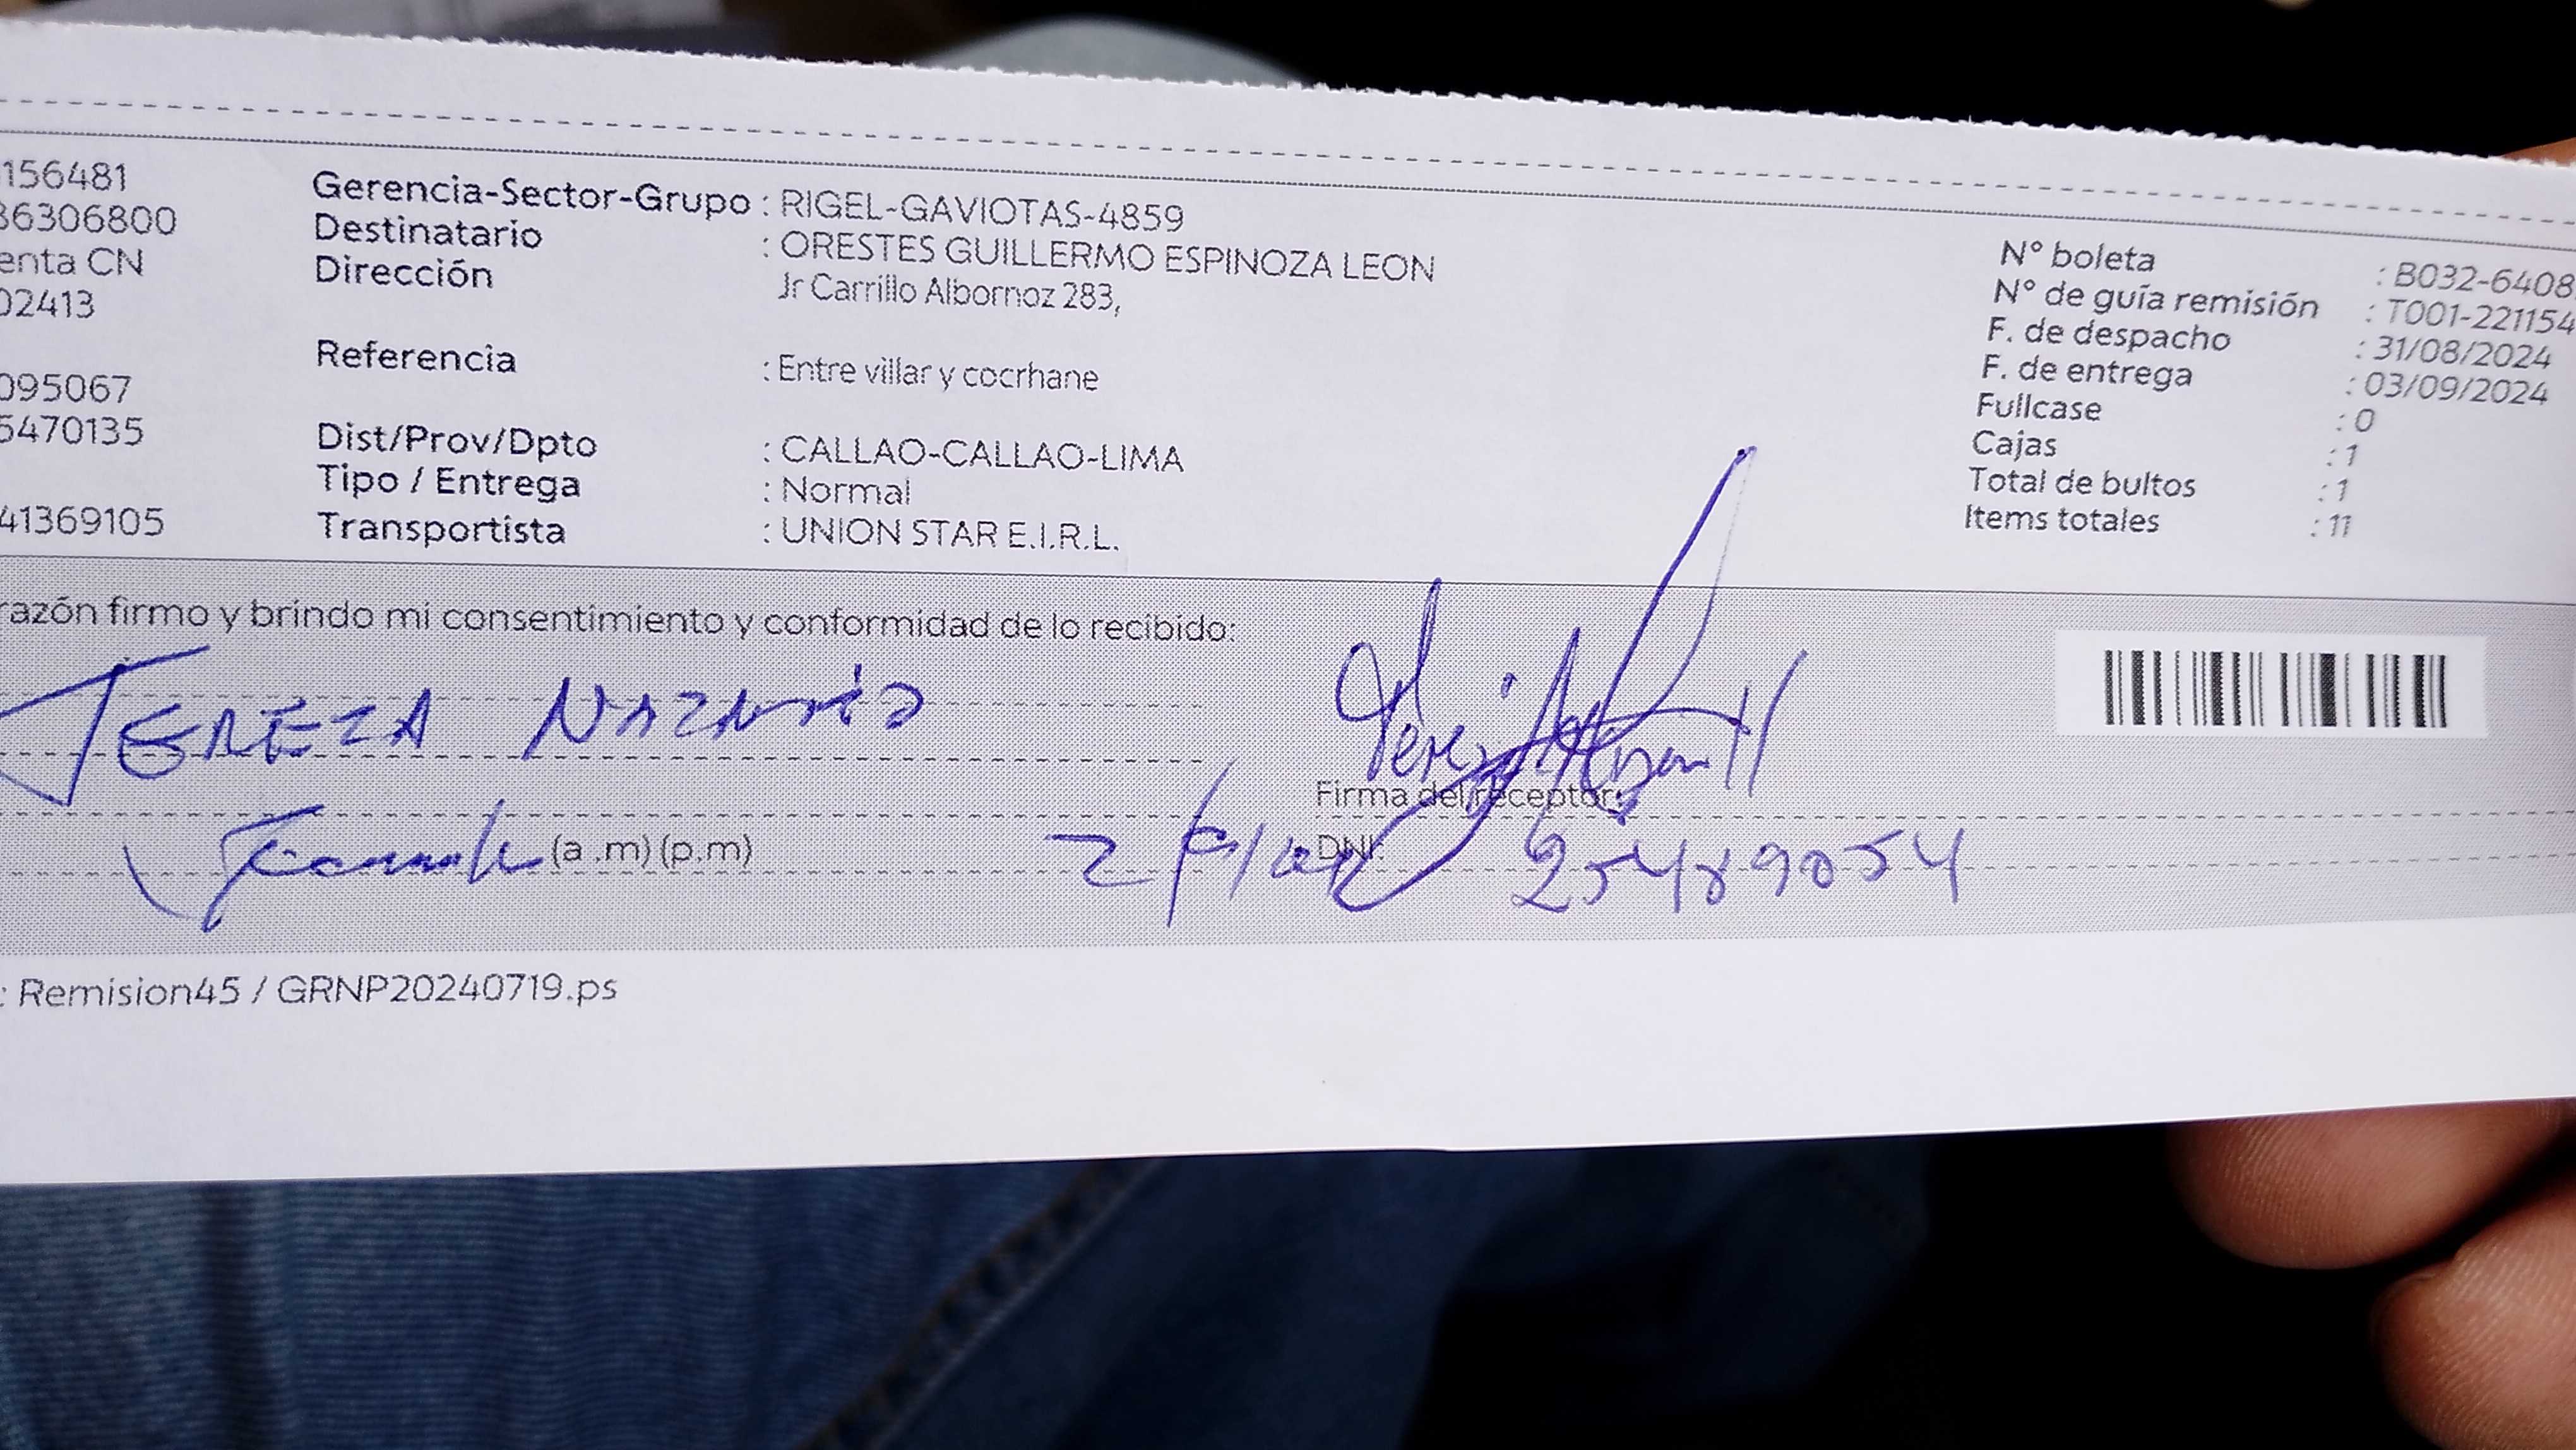 156481
36306800
enta CN
02413
095067
5470135
41369105
Gerencia-Sector-Grupo : RIGEL-GAVIOTAS-4859
Destinatario : ORESTES GUILLERMO ESPINOZA LEON
Dirección Jr Carrillo Albornoz 283,
Referencia : Entre villar y cocrhane
Dist/Prov/Dpto : CALLAO-CALLAO-LIMA
Tipo / Entrega : Normal
Transportista : UNION STAR E.I.R.L.
N° boleta : B032-6408
N° de guía remisión : T001-221154
F. de despacho : 31/08/2024
F. de entrega : 03/09/2024
Fullcase : 0
Cajas : 1
Total de bultos : 1
Items totales : 11
razón firmo y brindo mi consentimiento y conformidad de lo recibido:
TEREZA
Firma del receptor:
(a .m) (p.m)
DNI: 25489054
: Remision45 / GRNP20240719.ps